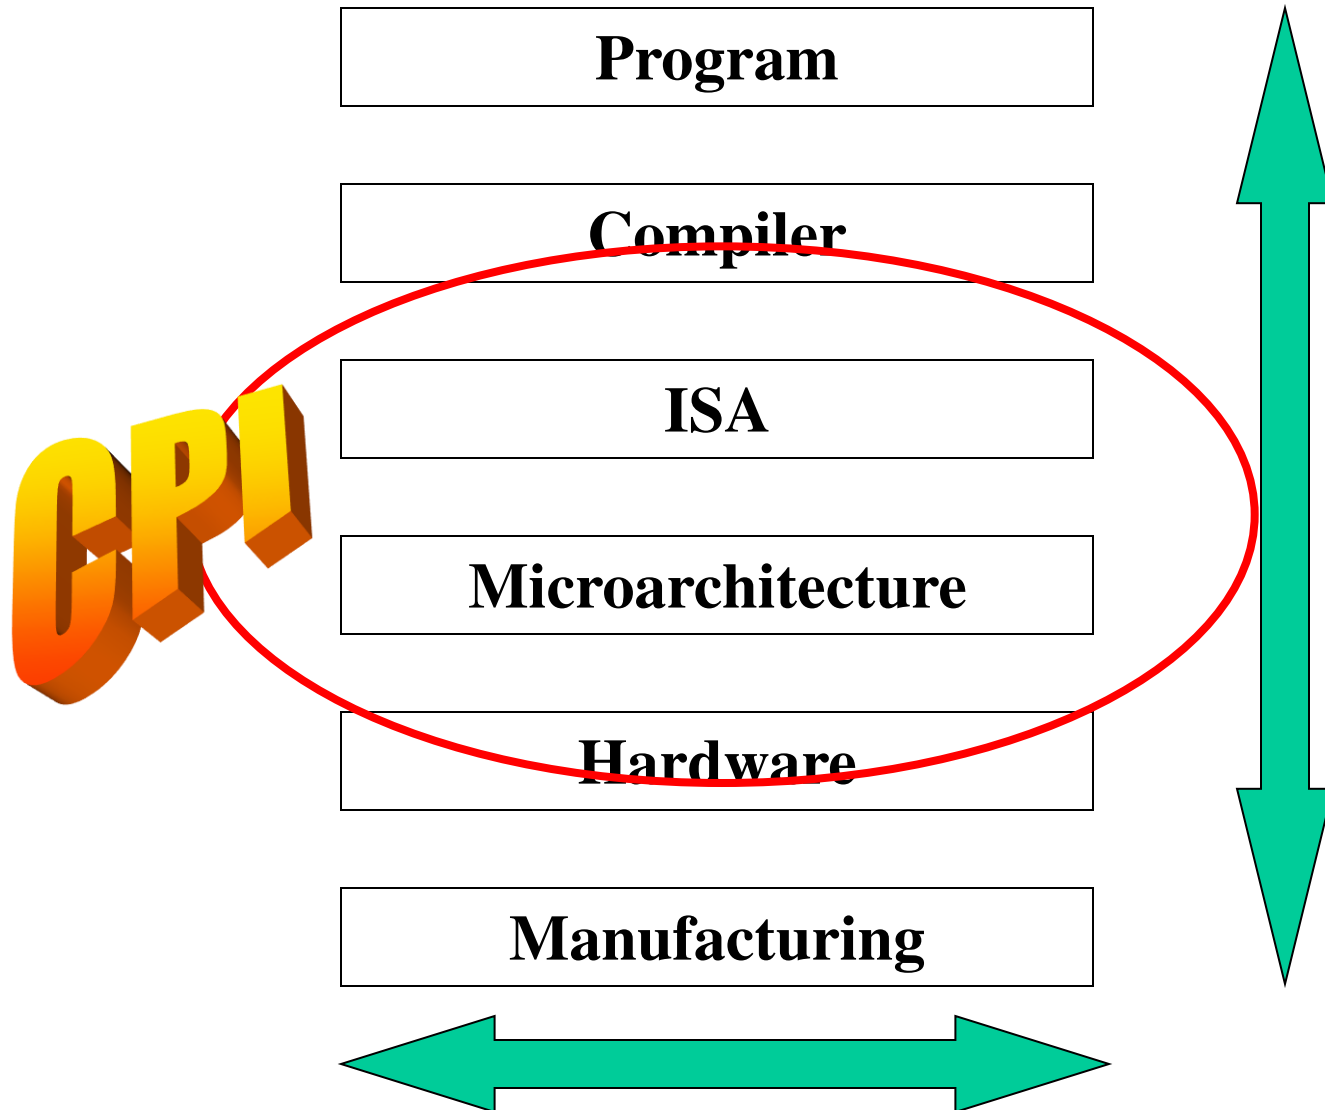 Program
Compiler
ISA
CPI
Microarchitecture
Hardware
Manufacturing